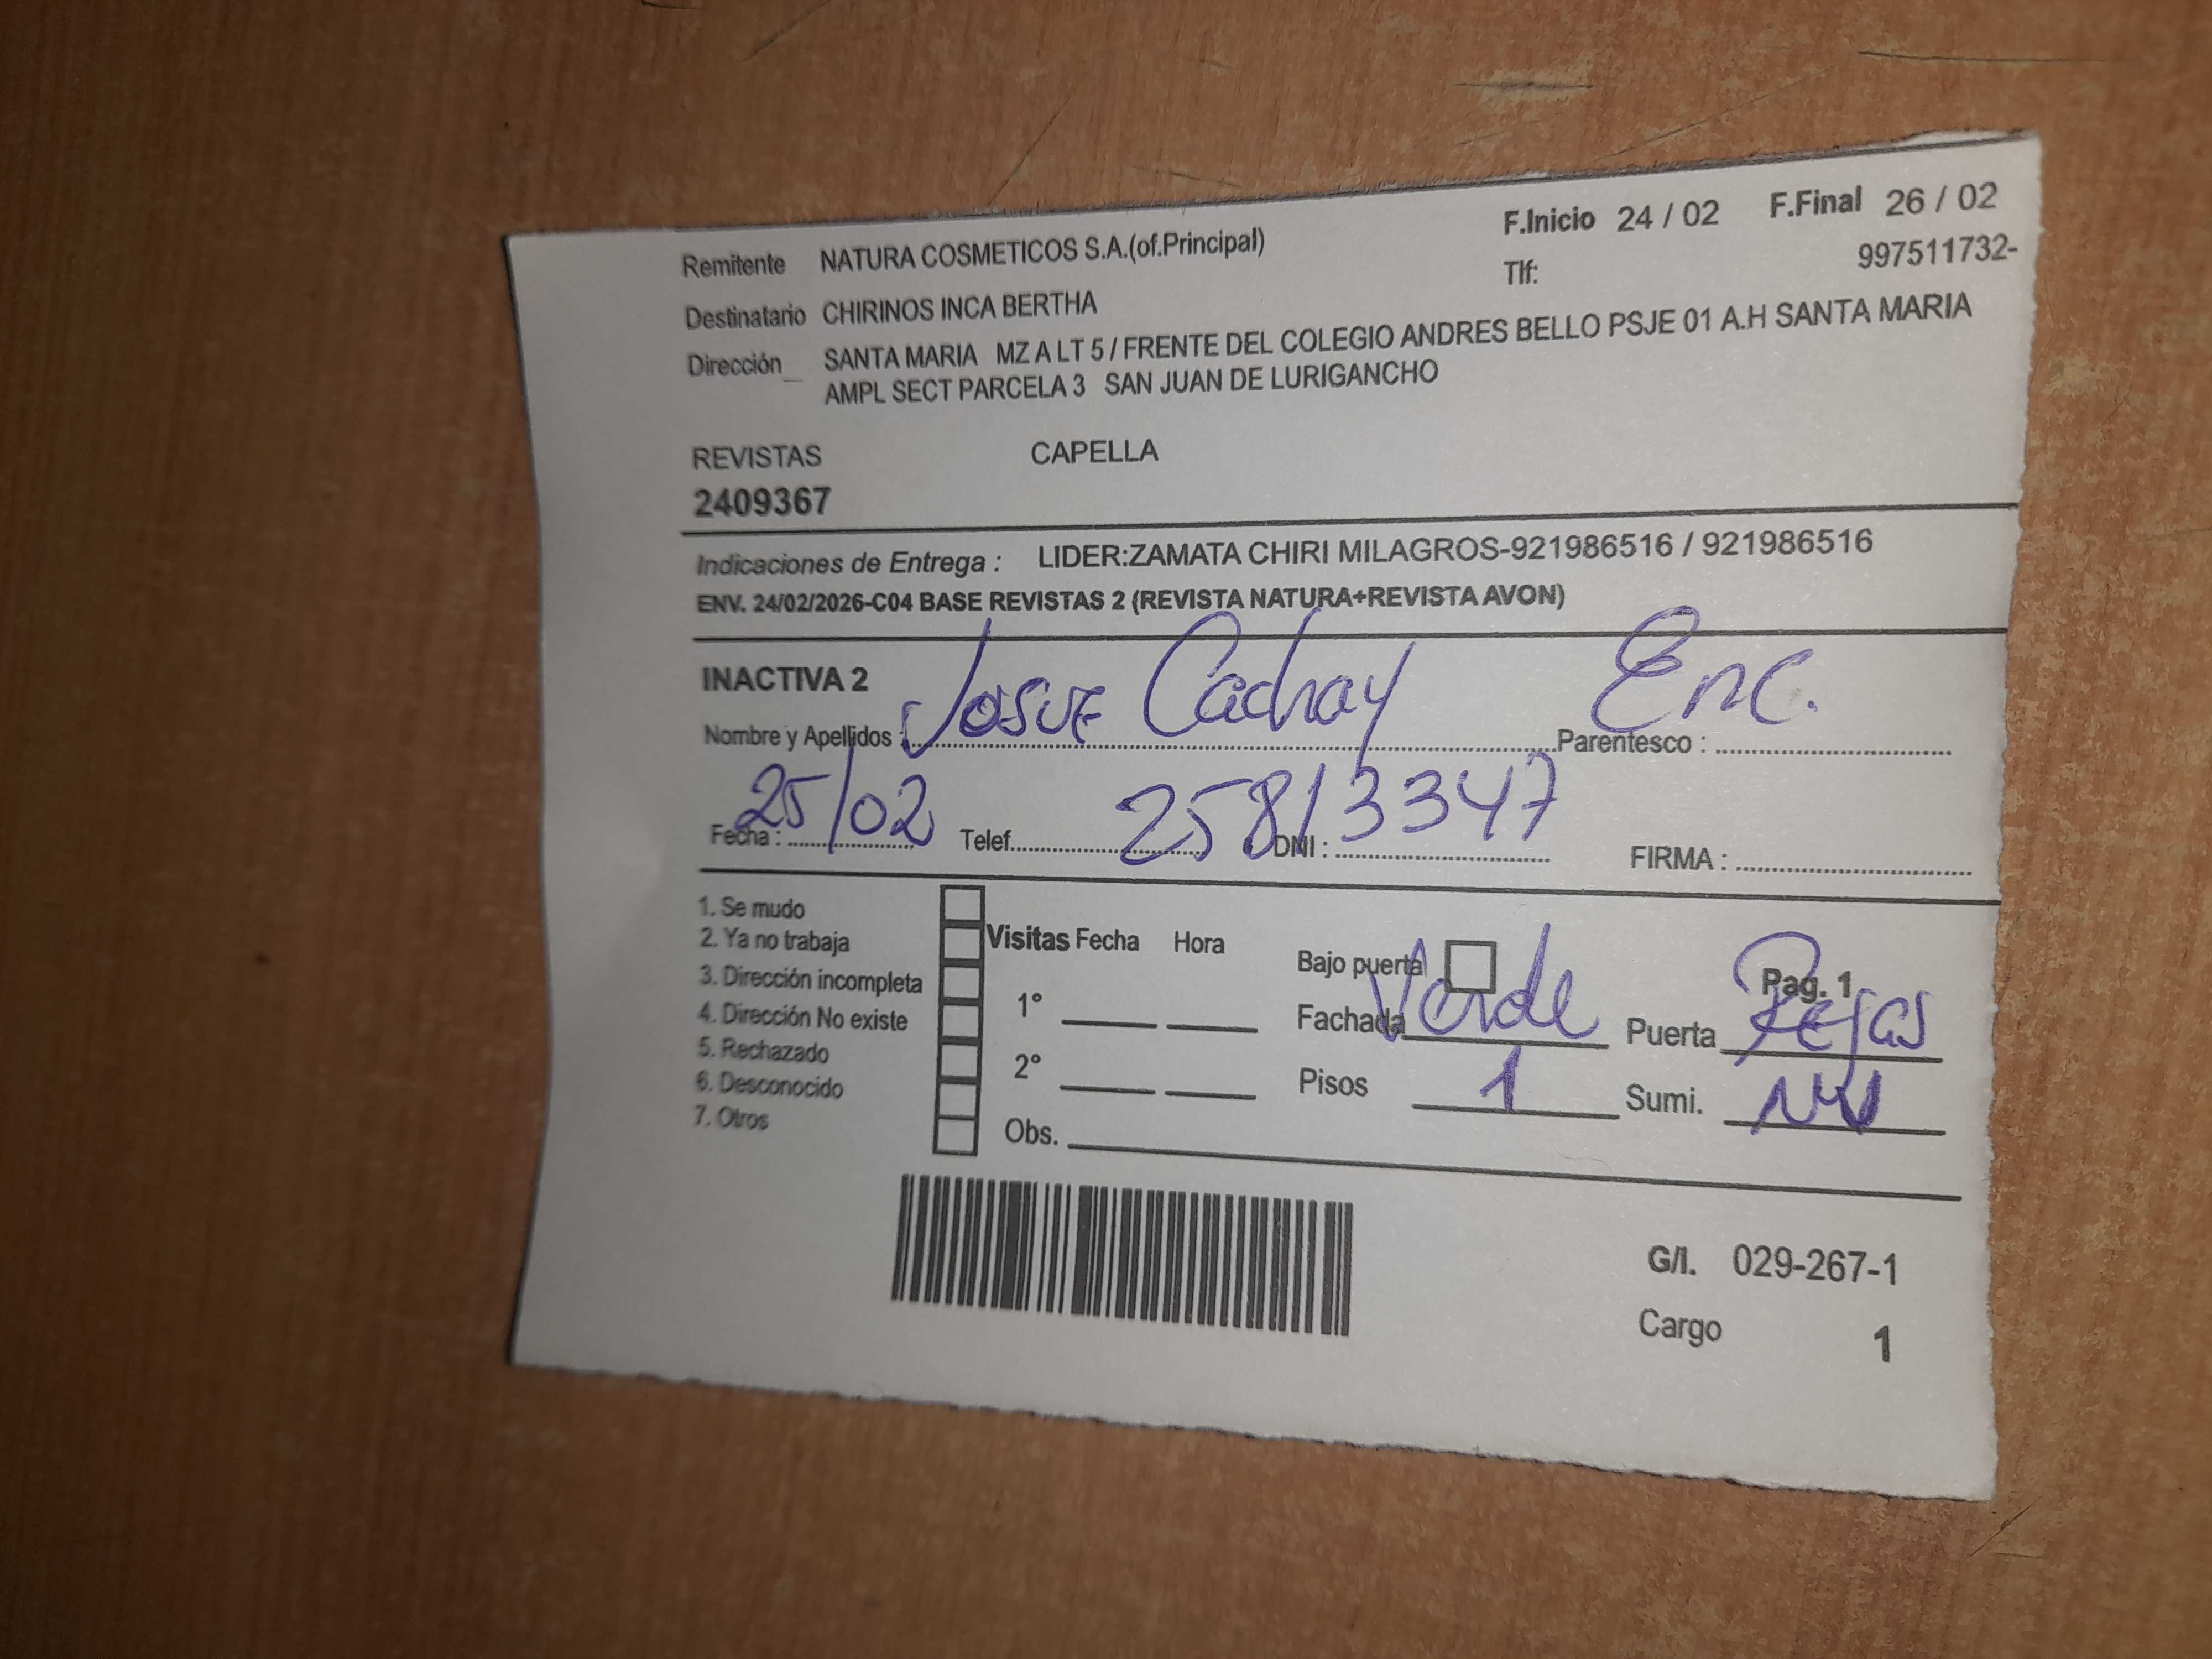 F.Inicio 24 / 02 F.Final 26 / 02
Remitente NATURA COSMETICOS S.A.(of.Principal) Tlf: 997511732-
Destinatario CHIRINOS INCA BERTHA
Dirección SANTA MARIA MZ A LT 5 / FRENTE DEL COLEGIO ANDRES BELLO PSJE 01 A.H SANTA MARIA
AMPL SECT PARCELA 3 SAN JUAN DE LURIGANCHO
REVISTAS CAPELLA
2409367
Indicaciones de Entrega : LIDER:ZAMATA CHIRI MILAGROS-921986516 / 921986516
ENV. 24/02/2026-C04 BASE REVISTAS 2 (REVISTA NATURA+REVISTA AVON)
INACTIVA 2
Nombre y Apellidos : Josue Cachay Parentesco : Enc.
Fecha : 25/02 Telef. DNI : 25813347 FIRMA :
1. Se mudo
2. Ya no trabaja
3. Dirección incompleta
4. Dirección No existe
5. Rechazado
6. Desconocido
7. Otros
Visitas Fecha Hora
1°
2°
Obs.
Bajo puerta Pag. 1
Fachada Verde Puerta Rejas
Pisos 1 Sumi.
G/I. 029-267-1
Cargo 1